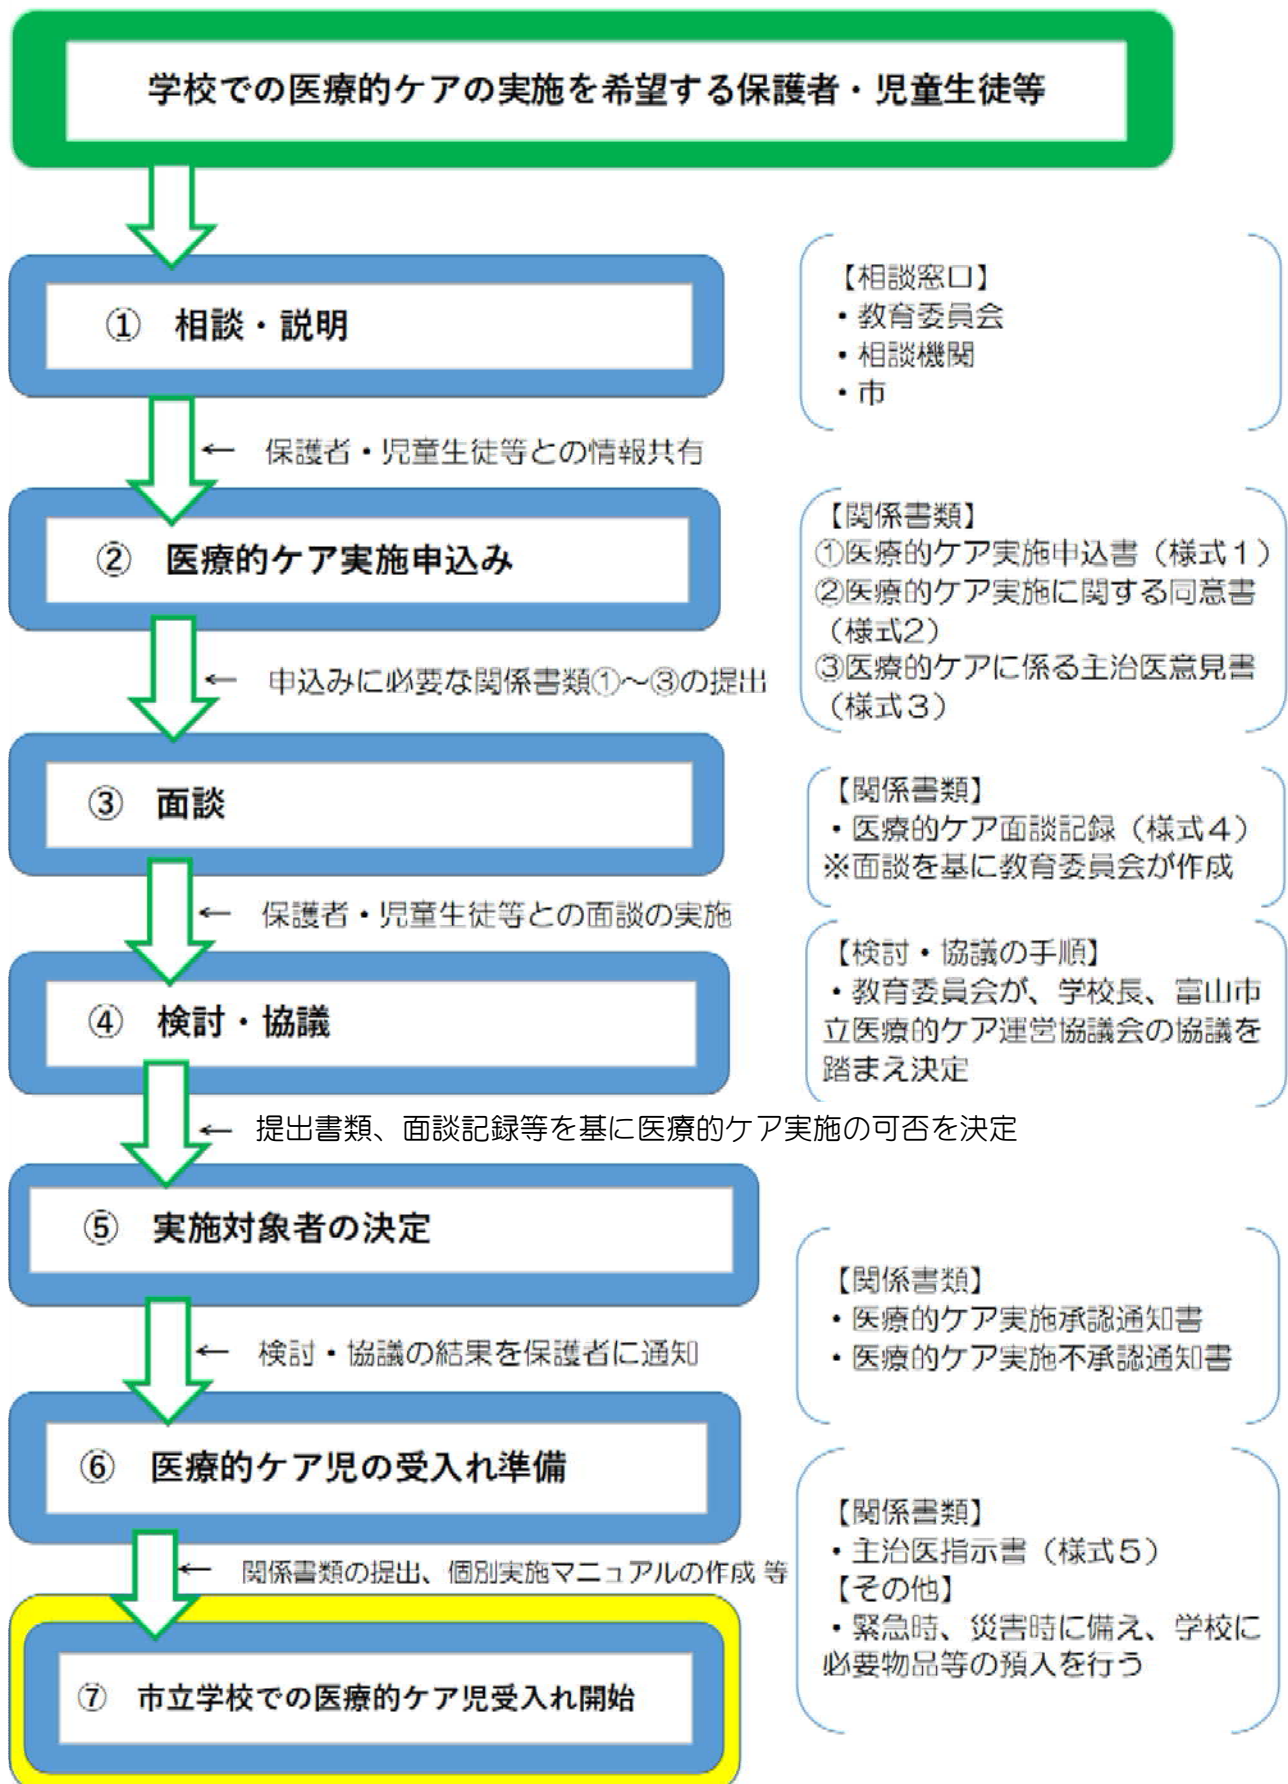 学校での医療的ケアの実施を希望する保護者・児童生徒等
① 相談・説明
【相談窓口】
・教育委員会
・相談機関
・市
← 保護者・児童生徒等との情報共有
② 医療的ケア実施申込み
【関係書類】
①医療的ケア実施申込書（様式１）
②医療的ケア実施に関する同意書
（様式２）
③医療的ケアに係る主治医意見書
（様式３）
← 申込みに必要な関係書類①～③の提出
③ 面談
【関係書類】
・医療的ケア面談記録（様式４）
※面談を基に教育委員会が作成
← 保護者・児童生徒等との面談の実施
④ 検討・協議
【検討・協議の手順】
・教育委員会が、学校長、富山市
立医療的ケア運営協議会の協議を
踏まえ決定
← 提出書類、面談記録等を基に医療的ケア実施の可否を決定
⑤ 実施対象者の決定
【関係書類】
・医療的ケア実施承認通知書
・医療的ケア実施不承認通知書
← 検討・協議の結果を保護者に通知
⑥ 医療的ケア児の受入れ準備
【関係書類】
・主治医指示書（様式５）
【その他】
・緊急時、災害時に備え、学校に
必要物品等の預入を行う
← 関係書類の提出、個別実施マニュアルの作成 等
⑦ 市立学校での医療的ケア児受入れ開始